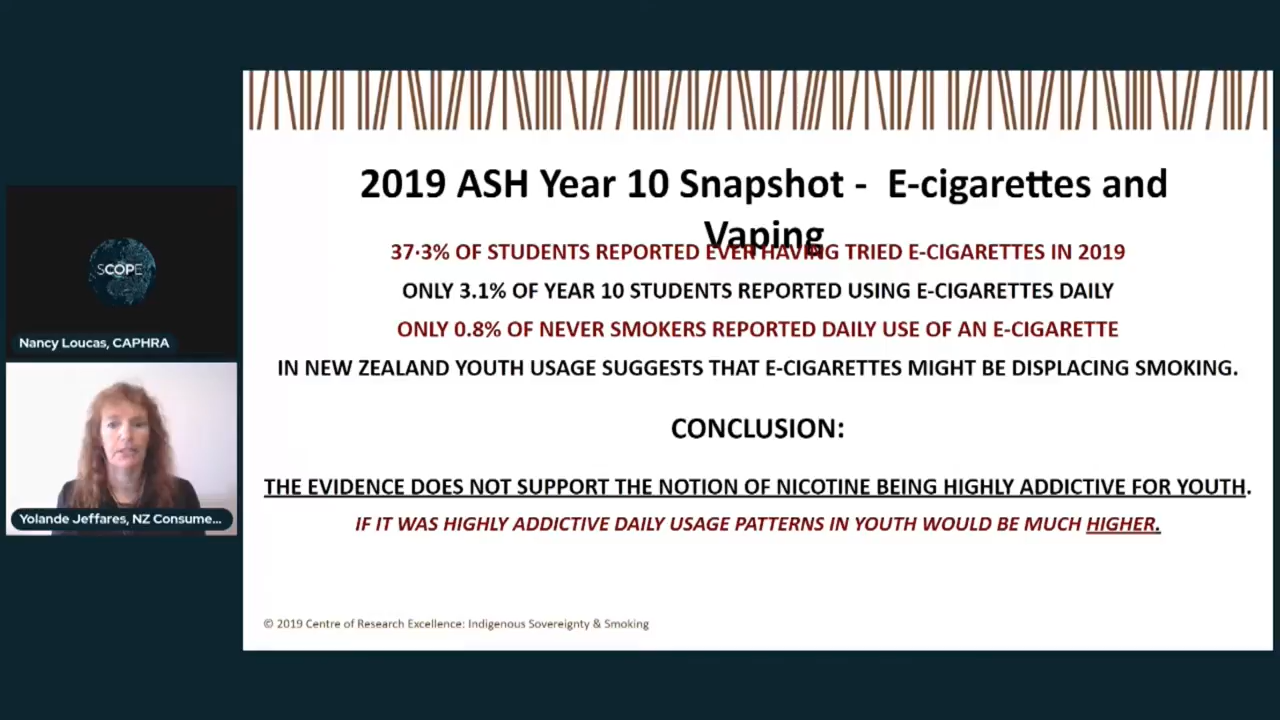 2019 ASH Year 10 Snapshot - E-cigarettes and
Vaping
37·3% OF STUDENTS REPORTED EVER HAVING TRIED E-CIGARETTES IN 2019
ONLY 3.1% OF YEAR 10 STUDENTS REPORTED USING E-CIGARETTES DAILY
ONLY 0.8% OF NEVER SMOKERS REPORTED DAILY USE OF AN E-CIGARETTE
IN NEW ZEALAND YOUTH USAGE SUGGESTS THAT E-CIGARETTES MIGHT BE DISPLACING SMOKING.
CONCLUSION:
THE EVIDENCE DOES NOT SUPPORT THE NOTION OF NICOTINE BEING HIGHLY ADDICTIVE FOR YOUTH.
IF IT WAS HIGHLY ADDICTIVE DAILY USAGE PATTERNS IN YOUTH WOULD BE MUCH HIGHER.
© 2019 Centre of Research Excellence: Indigenous Sovereignty & Smoking
SCOPE
Nancy Loucas, CAPHRA
Yolande Jeffares, NZ Consume...